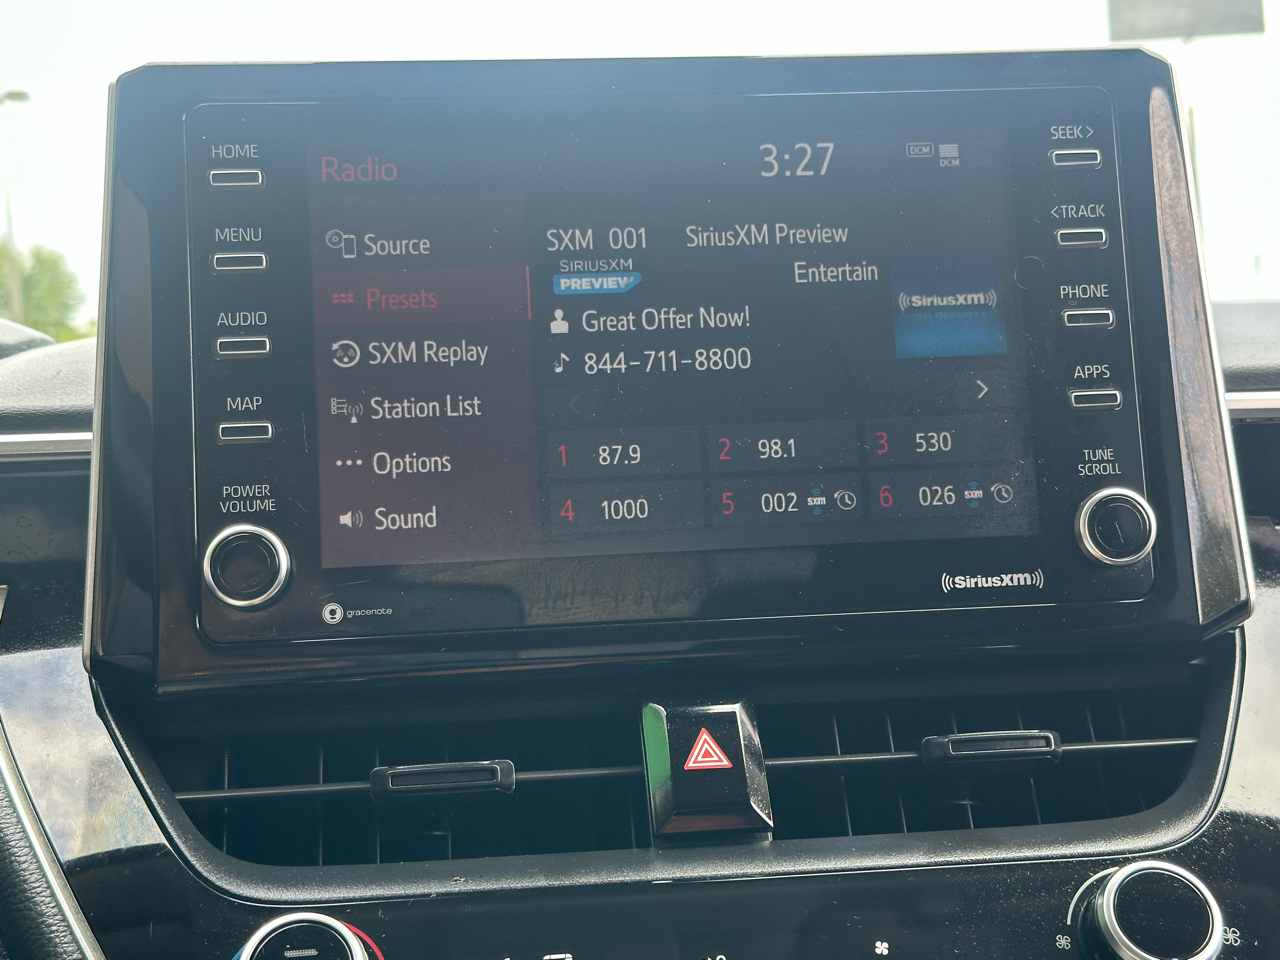 HOME
MENU
AUDIO
MAP
POWER
VOLUME
Radio
3:27
DCM
DCM
Source
Presets
SXM Replay
Station List
Options
Sound
SXM 001
SiriusXM Preview
SIRIUSXM
PREVIEW
Entertain
Great Offer Now!
844-711-8800
((SiriusXM))
1 87.9
2 98.1
3 530
4 1000
5 002 SXM
6 026 SXM
SEEK >
< TRACK
PHONE
APPS
TUNE
SCROLL
gracenote
((SiriusXM))